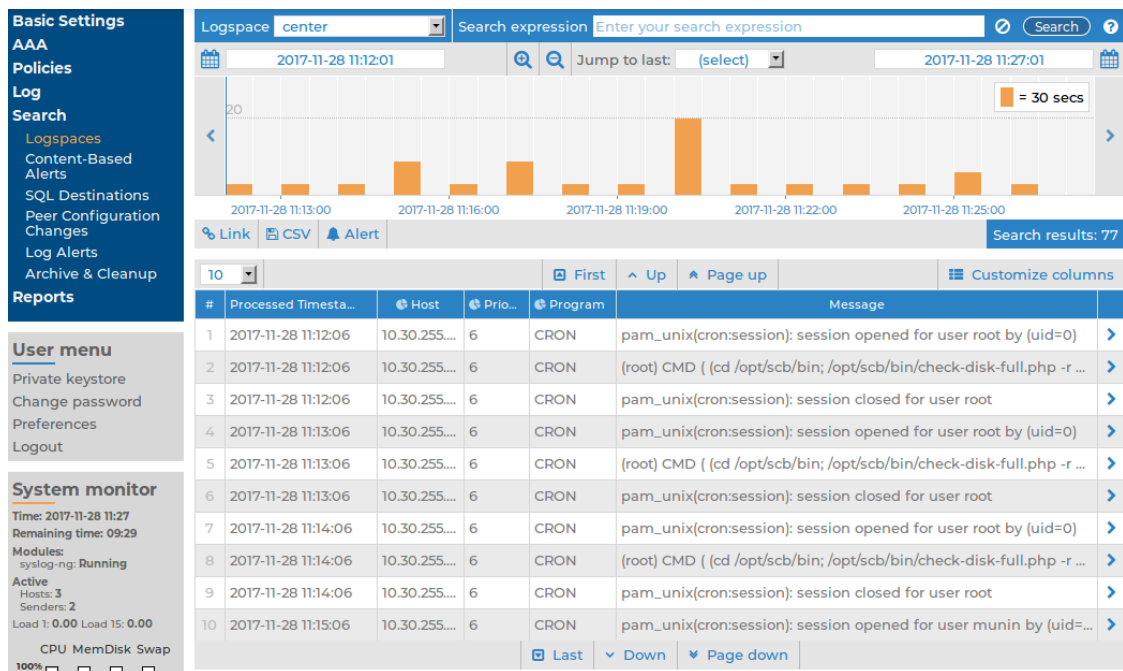 Basic Settings
AAA
Policies
Log
Search
Logspaces
Content-Based
Alerts
SQL Destinations
Peer Configuration
Changes
Log Alerts
Archive & Cleanup
Reports
User menu
Private keystore
Change password
Preferences
Logout
System monitor
Time: 2017-11-28 11:27
Remaining time: 09:29
Modules:
syslog-ng: Running
Active
Hosts: 3
Senders: 2
Load 1: 0.00 Load 15: 0.00
CPU MemDisk Swap
100%
Logspace center Search expression Enter your search expression Search
2017-11-28 11:12:01 Jump to last: (select) 2017-11-28 11:27:01
= 30 secs
20
2017-11-28 11:13:00 2017-11-28 11:16:00 2017-11-28 11:19:00 2017-11-28 11:22:00 2017-11-28 11:25:00
Link CSV Alert Search results: 77
10 First Up Page up Customize columns
# Processed Timesta... Host Prio... Program Message
1 2017-11-28 11:12:06 10.30.255.... 6 CRON pam_unix(cron:session): session opened for user root by (uid=0)
2 2017-11-28 11:12:06 10.30.255.... 6 CRON (root) CMD ( (cd /opt/scb/bin; /opt/scb/bin/check-disk-full.php -r ...
3 2017-11-28 11:12:06 10.30.255.... 6 CRON pam_unix(cron:session): session closed for user root
4 2017-11-28 11:13:06 10.30.255.... 6 CRON pam_unix(cron:session): session opened for user root by (uid=0)
5 2017-11-28 11:13:06 10.30.255.... 6 CRON (root) CMD ( (cd /opt/scb/bin; /opt/scb/bin/check-disk-full.php -r ...
6 2017-11-28 11:13:06 10.30.255.... 6 CRON pam_unix(cron:session): session closed for user root
7 2017-11-28 11:14:06 10.30.255.... 6 CRON pam_unix(cron:session): session opened for user root by (uid=0)
8 2017-11-28 11:14:06 10.30.255.... 6 CRON (root) CMD ( (cd /opt/scb/bin; /opt/scb/bin/check-disk-full.php -r ...
9 2017-11-28 11:14:06 10.30.255.... 6 CRON pam_unix(cron:session): session closed for user root
10 2017-11-28 11:15:06 10.30.255.... 6 CRON pam_unix(cron:session): session opened for user munin by (uid=...
Last Down Page down